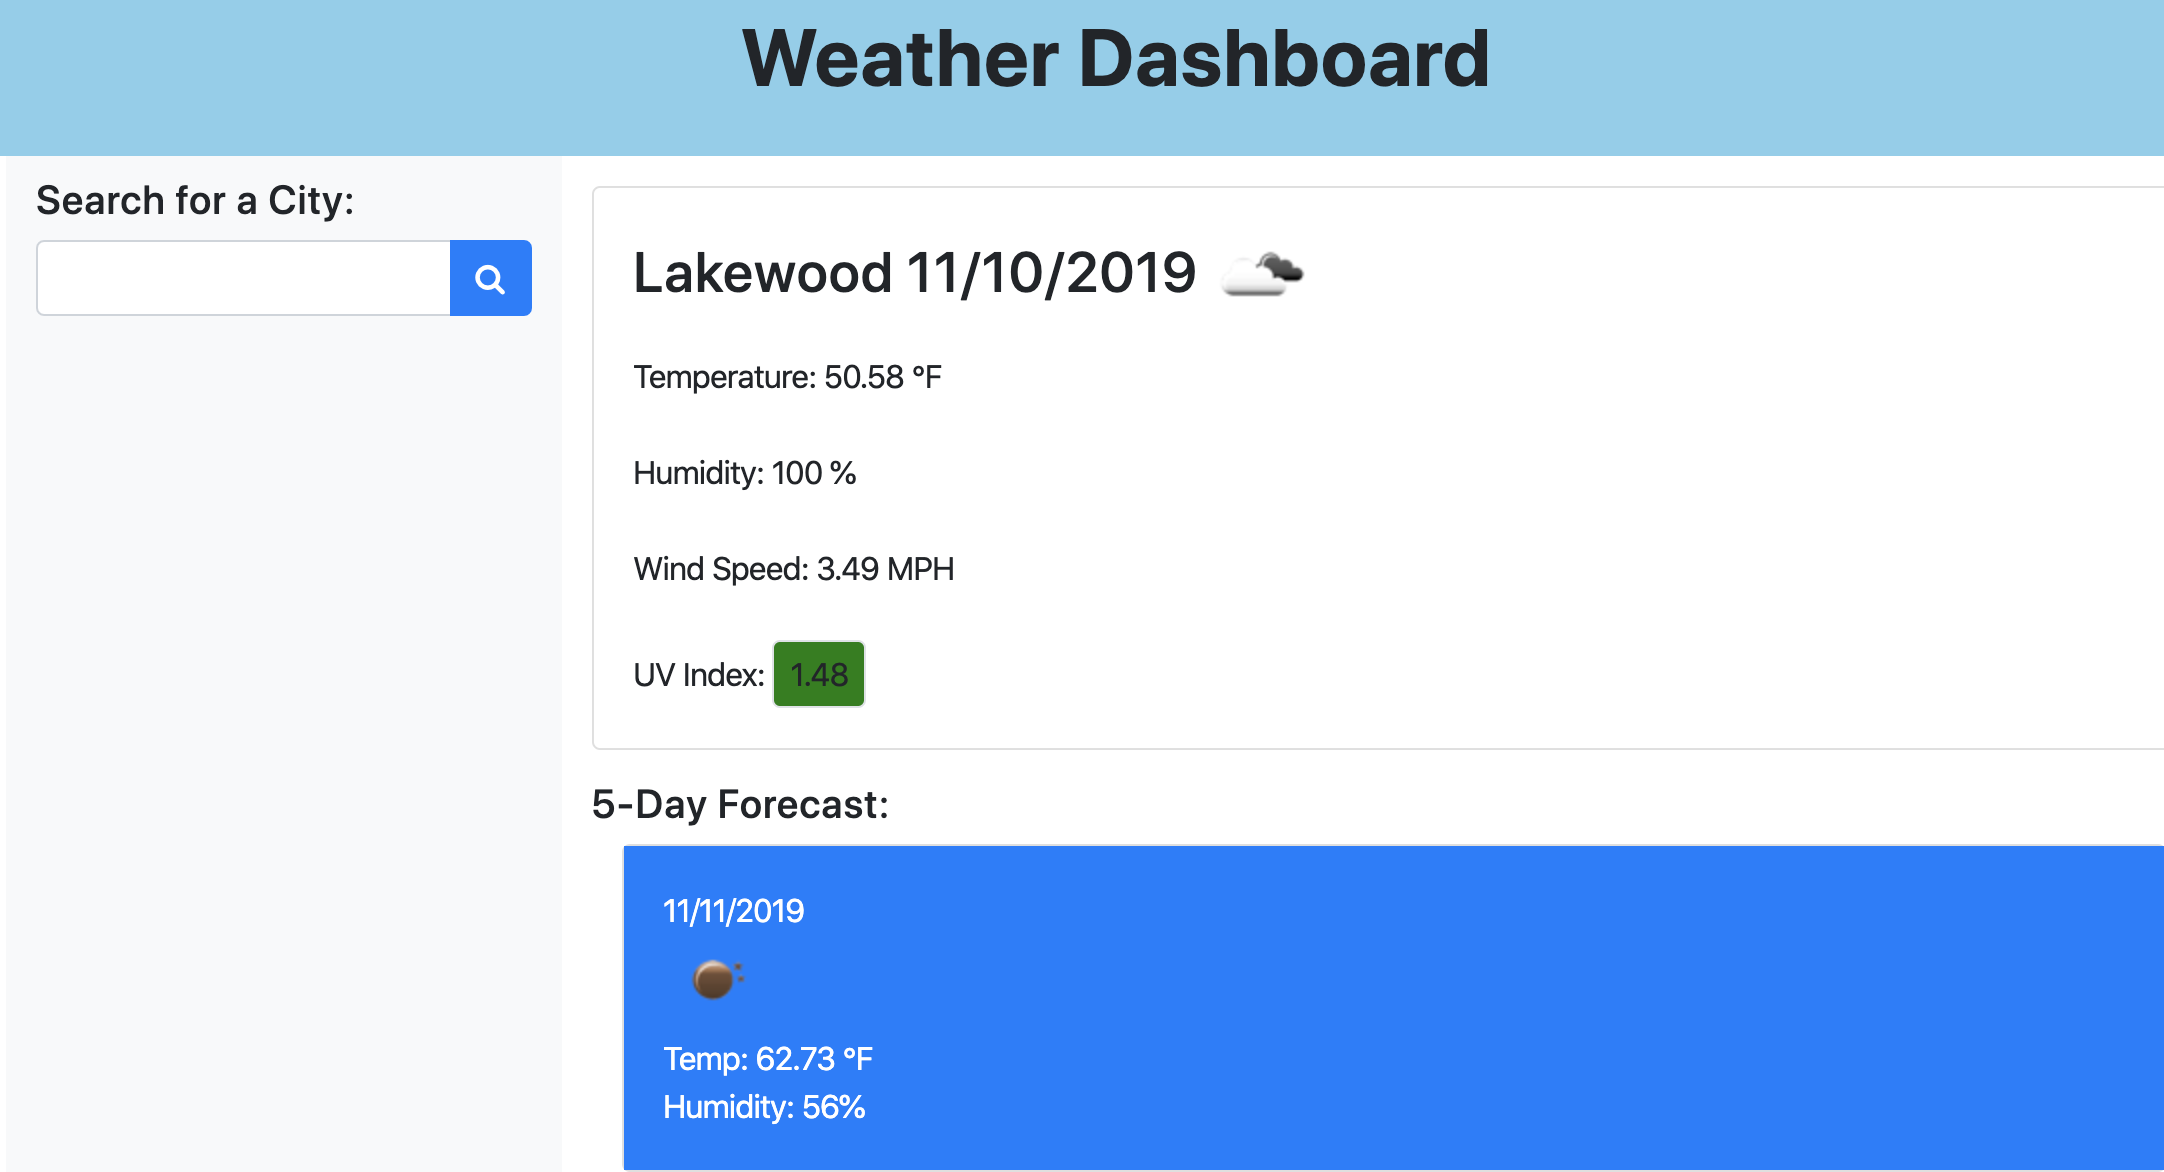 Weather Dashboard
Search for a City:
Lakewood 11/10/2019
Temperature: 50.58 °F
Humidity: 100 %
Wind Speed: 3.49 MPH
UV Index: 1.48
5-Day Forecast:
11/11/2019
Temp: 62.73 °F
Humidity: 56%